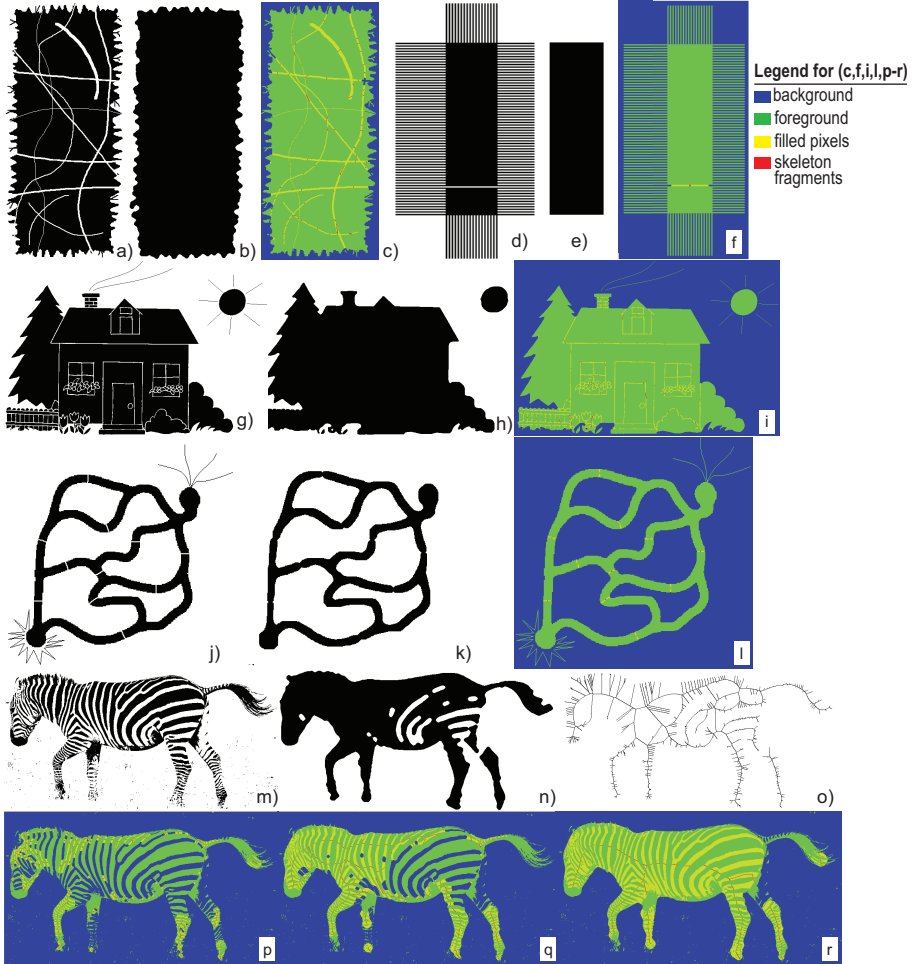 Legend for (c,f,i,l,p-r)
background
foreground
filled pixels
skeleton
fragments
a)
b)
c)
d)
e)
f
g)
h)
i
j)
k)
l
m)
n)
o)
p
q
r